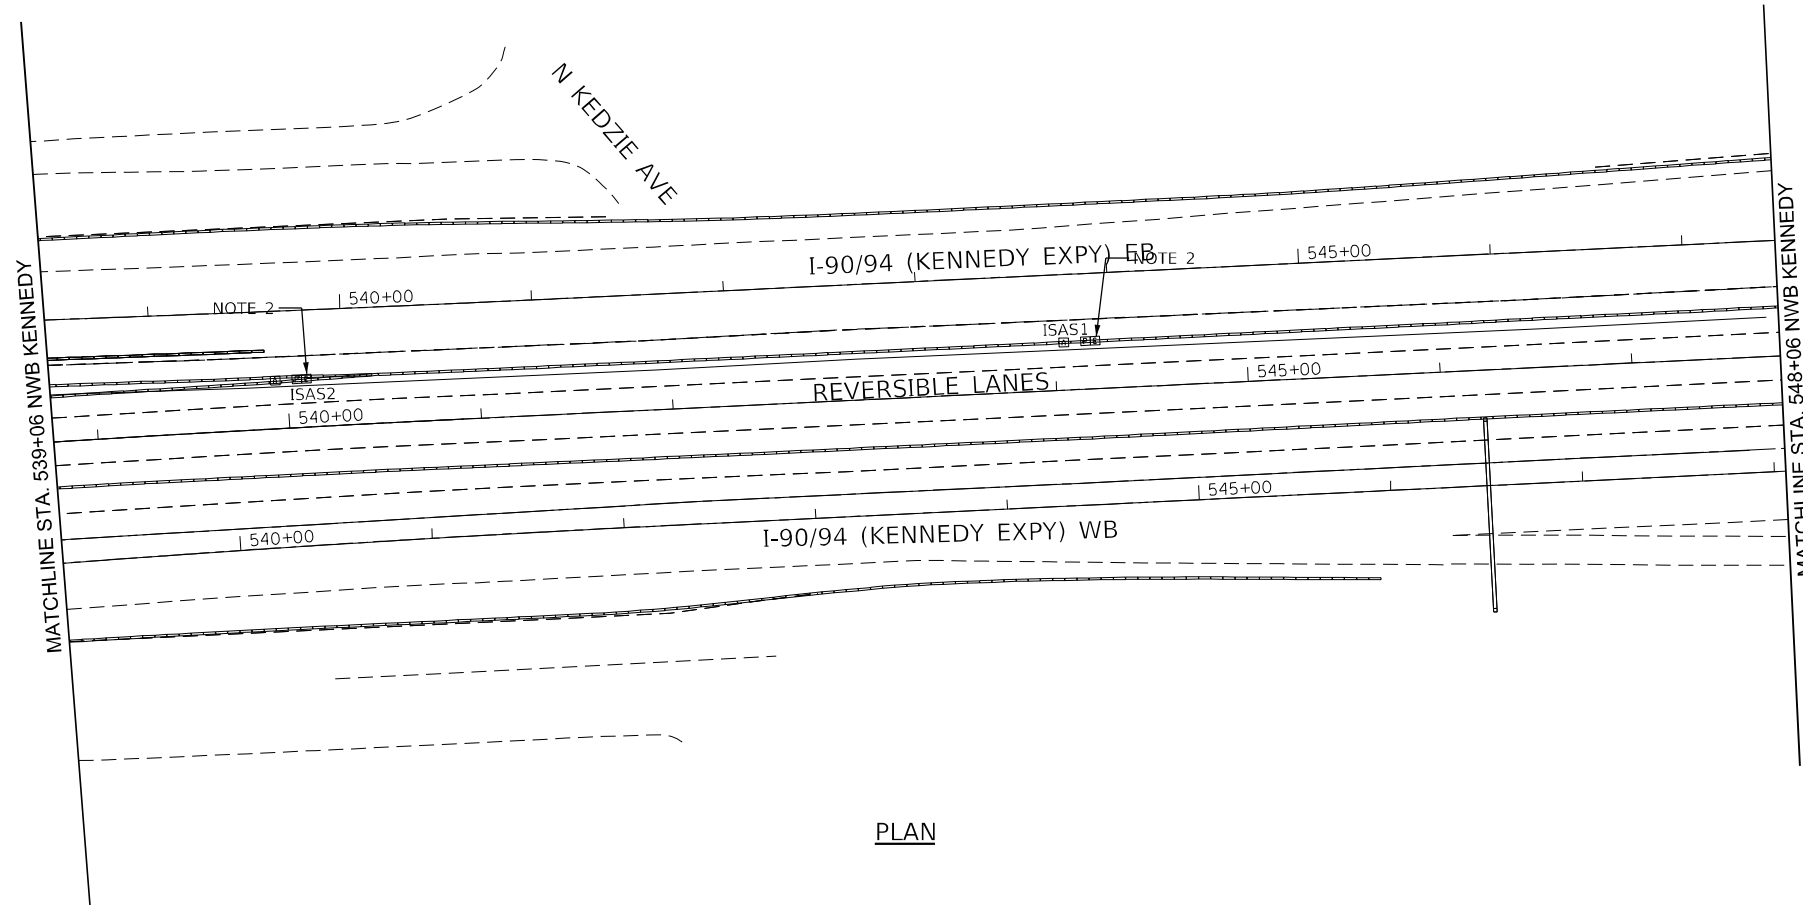 N KEDZIE AVE
I-90/94 (KENNEDY EXPY) EB
NOTE 2
545+00
540+00
NOTE 2
ISAS1
ISAS2
REVERSIBLE LANES
545+00
540+00
545+00
540+00
I-90/94 (KENNEDY EXPY) WB
MATCHLINE STA. 539+06 NWB KENNEDY
MATCHLINE STA. 548+06 NWB KENNEDY
PLAN